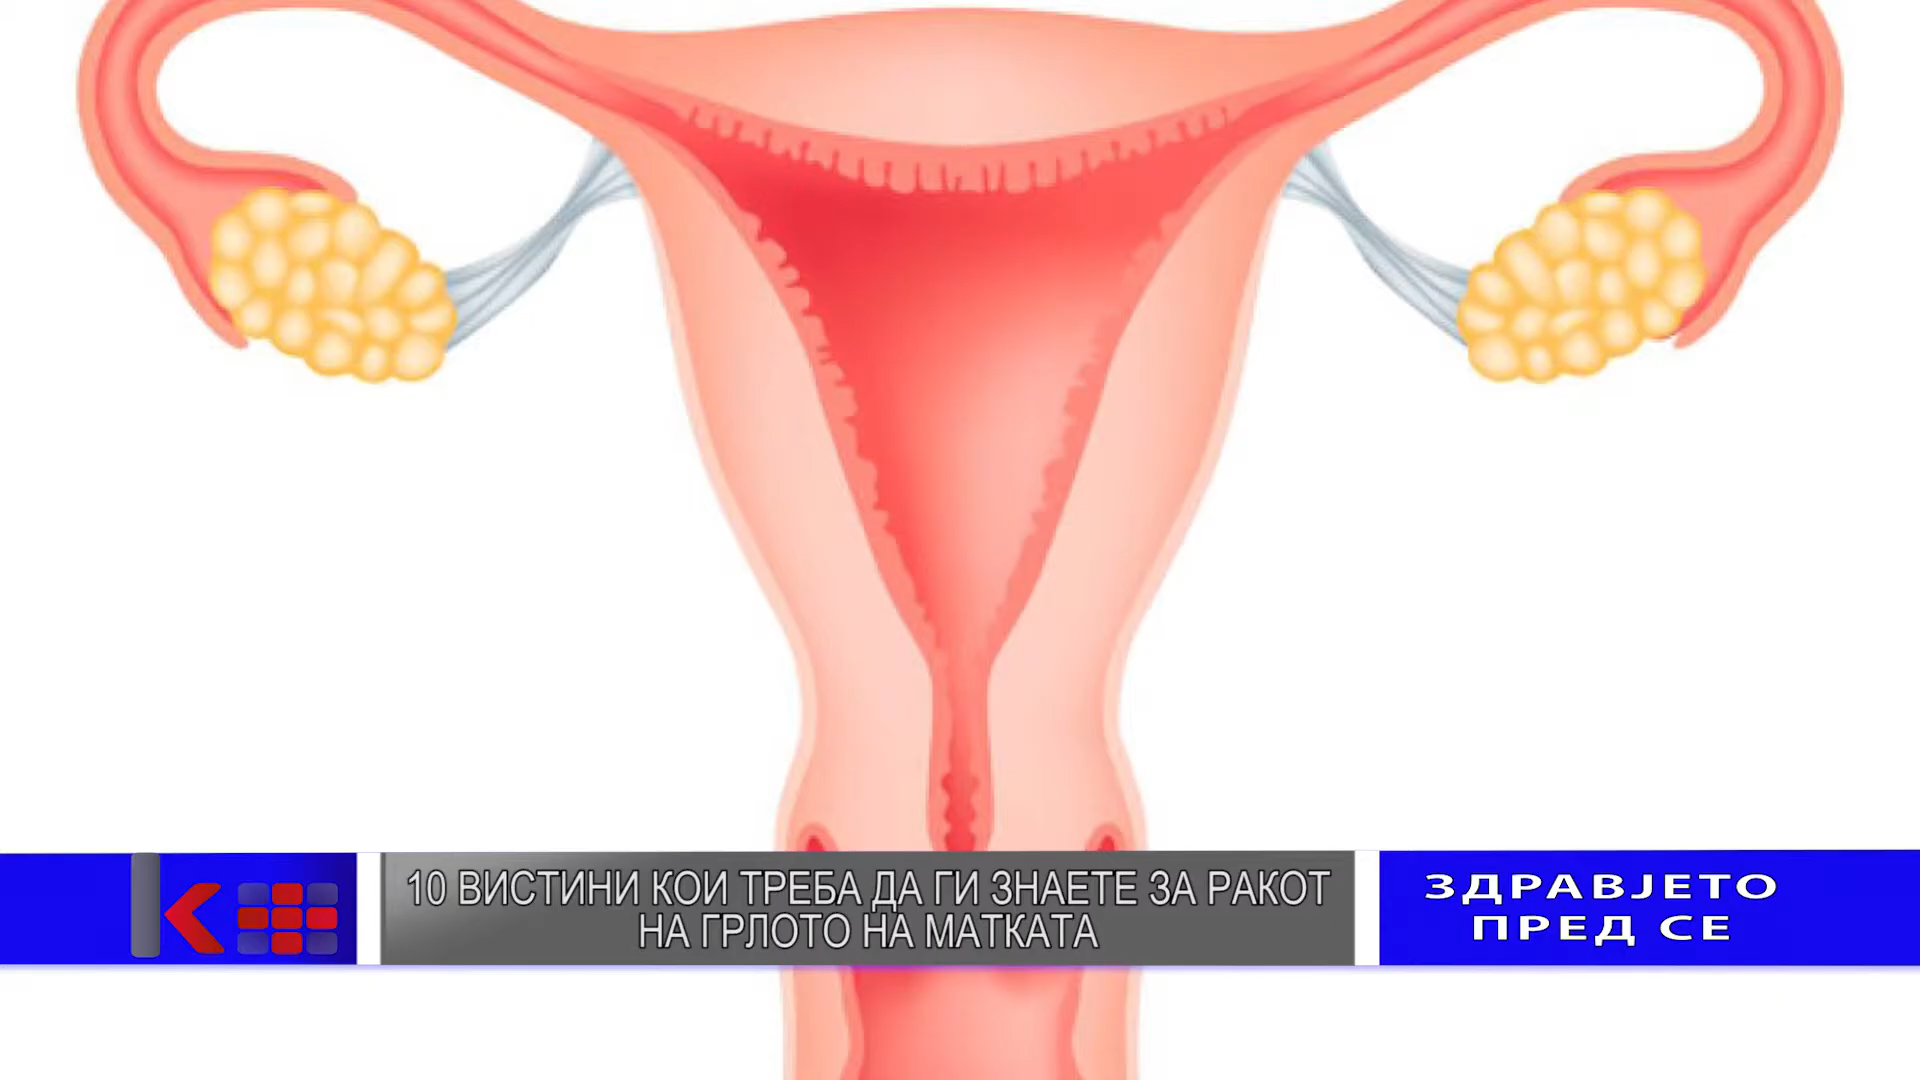 10 ВИСТИНИ КОИ ТРЕБА ДА ГИ ЗНАЕТЕ ЗА РАКОТ
НА ГРЛОТО НА МАТКАТА
ЗДРАВЈЕТО
ПРЕД СЕ
K